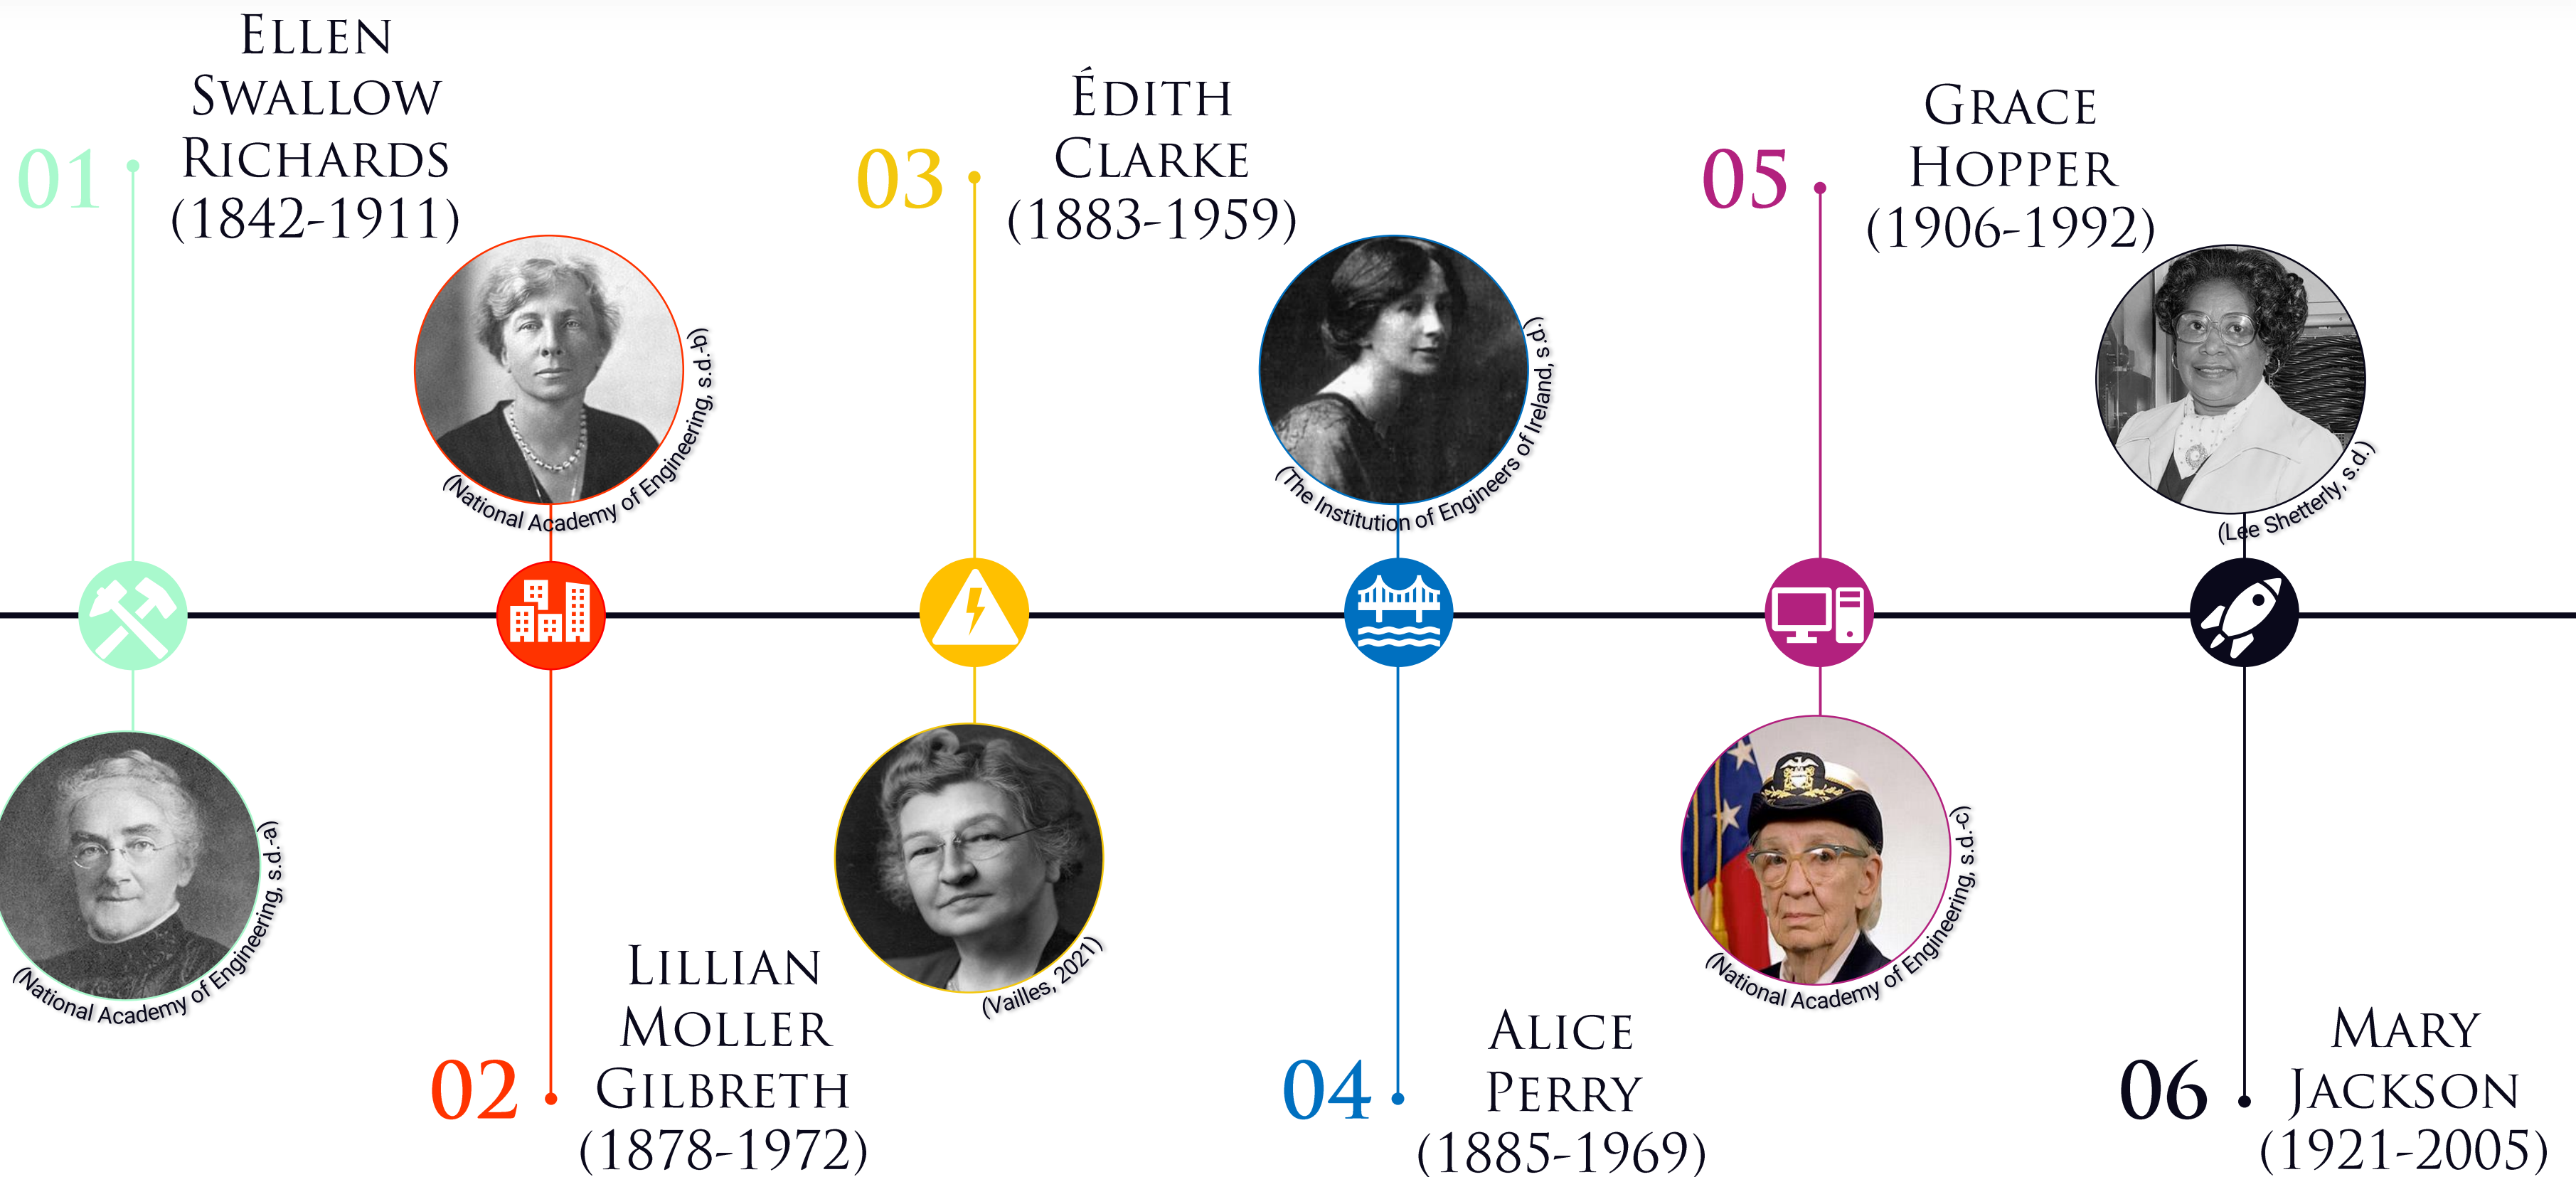 01
ELLEN
SWALLOW
RICHARDS
(1842-1911)
(National Academy of Engineering, s.d.-a)
02
LILLIAN
MOLLER
GILBRETH
(1878-1972)
(National Academy of Engineering, s.d.-b)
03
ÉDITH
CLARKE
(1883-1959)
(Vailles, 2021)
04
ALICE
PERRY
(1885-1969)
(The Institution of Engineers of Ireland, s.d.)
05
GRACE
HOPPER
(1906-1992)
(National Academy of Engineering, s.d.-c)
06
MARY
JACKSON
(1921-2005)
(Lee Shetterly, s.d.)